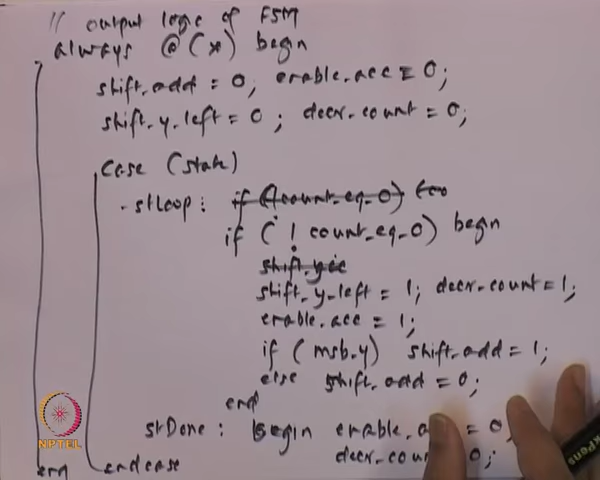 // output logic of FSM
always @ (*) begin
shift_add = 0; enable_acc = 0;
shift_y_left = 0; decr_count = 0;
case (state)
stLoop: if (!count_eq_0)
if ( ! count_eq_0) begin
shift_y_left = 1; decr_count = 1;
enable_acc = 1;
if (msb_y) shift_add = 1;
else shift_add = 0;
end
stDone: begin enable_a = 0,
decr_coun 0;
end endcase
NPTEL